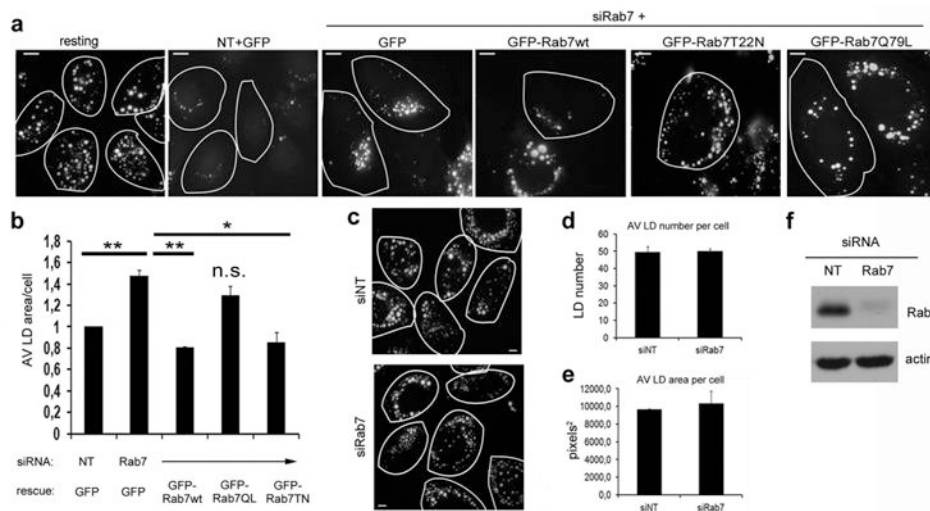 a
siRab7 +
resting
NT+GFP
GFP
GFP-Rab7wt
GFP-Rab7T22N
GFP-Rab7Q79L
b
**
**
*
n.s.
AV LD area/cell
1,8
1,6
1,4
1,2
1
0,8
0,6
0,4
0,2
0
siRNA: NT Rab7
rescue: GFP GFP GFP-Rab7wt GFP-Rab7QL GFP-Rab7TN
c
siNT
siRab7
d
AV LD number per cell
LD number
60
50
40
30
20
10
0
siNT siRab7
e
AV LD area per cell
pixels²
12000,0
10000,0
8000,0
6000,0
4000,0
2000,0
0,0
siNT siRab7
f
siRNA
NT Rab7
Rab
actin